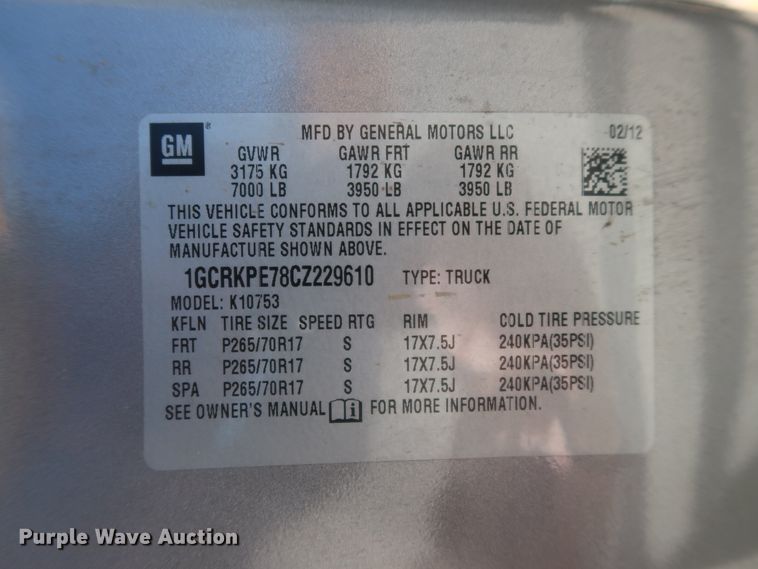 GM ®
MFD BY GENERAL MOTORS LLC 02/12
GVWR GAWR FRT GAWR RR
3175 KG 1792 KG 1792 KG
7000 LB 3950 LB 3950 LB
THIS VEHICLE CONFORMS TO ALL APPLICABLE U.S. FEDERAL MOTOR
VEHICLE SAFETY STANDARDS IN EFFECT ON THE DATE OF
MANUFACTURE SHOWN ABOVE.
1GCRKPE78CZ229610 TYPE: TRUCK
MODEL: K10753
KFLN TIRE SIZE SPEED RTG RIM COLD TIRE PRESSURE
FRT P265/70R17 S 17X7.5J 240KPA(35PSI)
RR P265/70R17 S 17X7.5J 240KPA(35PSI)
SPA P265/70R17 S 17X7.5J 240KPA(35PSI)
SEE OWNER'S MANUAL i FOR MORE INFORMATION.
Purple Wave Auction